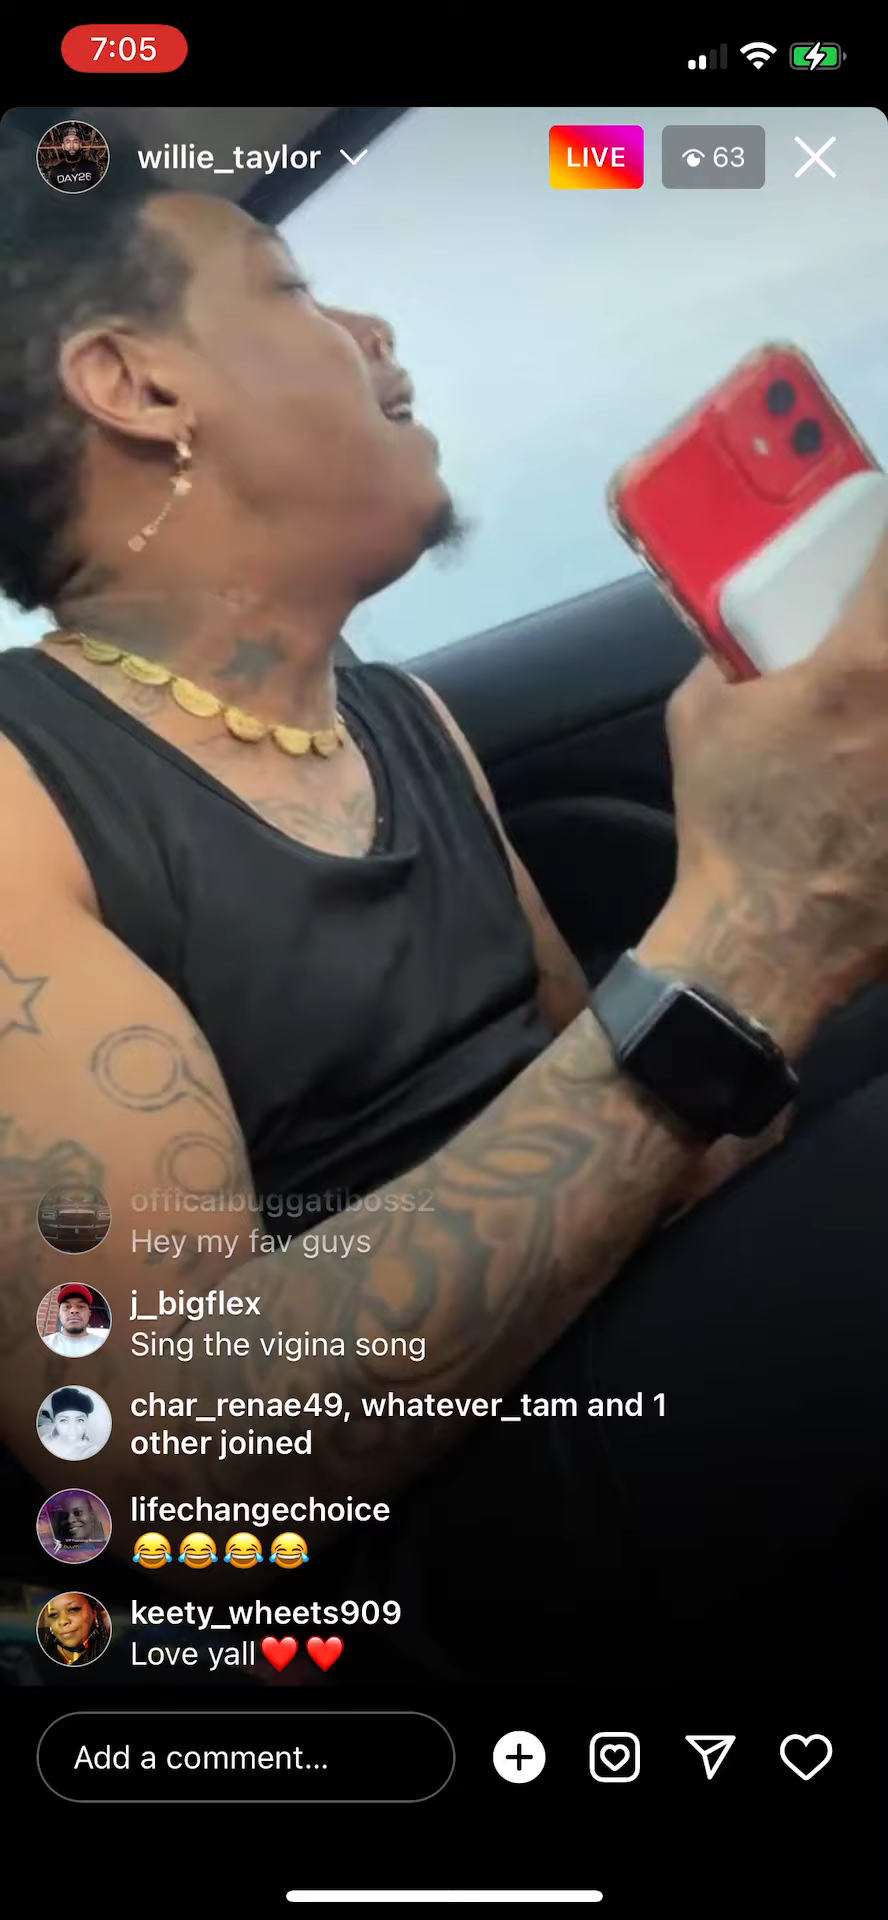 7:05
willie_taylor
LIVE
63
DAY26
officalbuggatiboss2
Hey my fav guys
j_bigflex
Sing the vigina song
char_renae49, whatever_tam and 1
other joined
lifechangechoice
😂😂😂😂
keety_wheets909
Love yall❤️❤️
Add a comment...